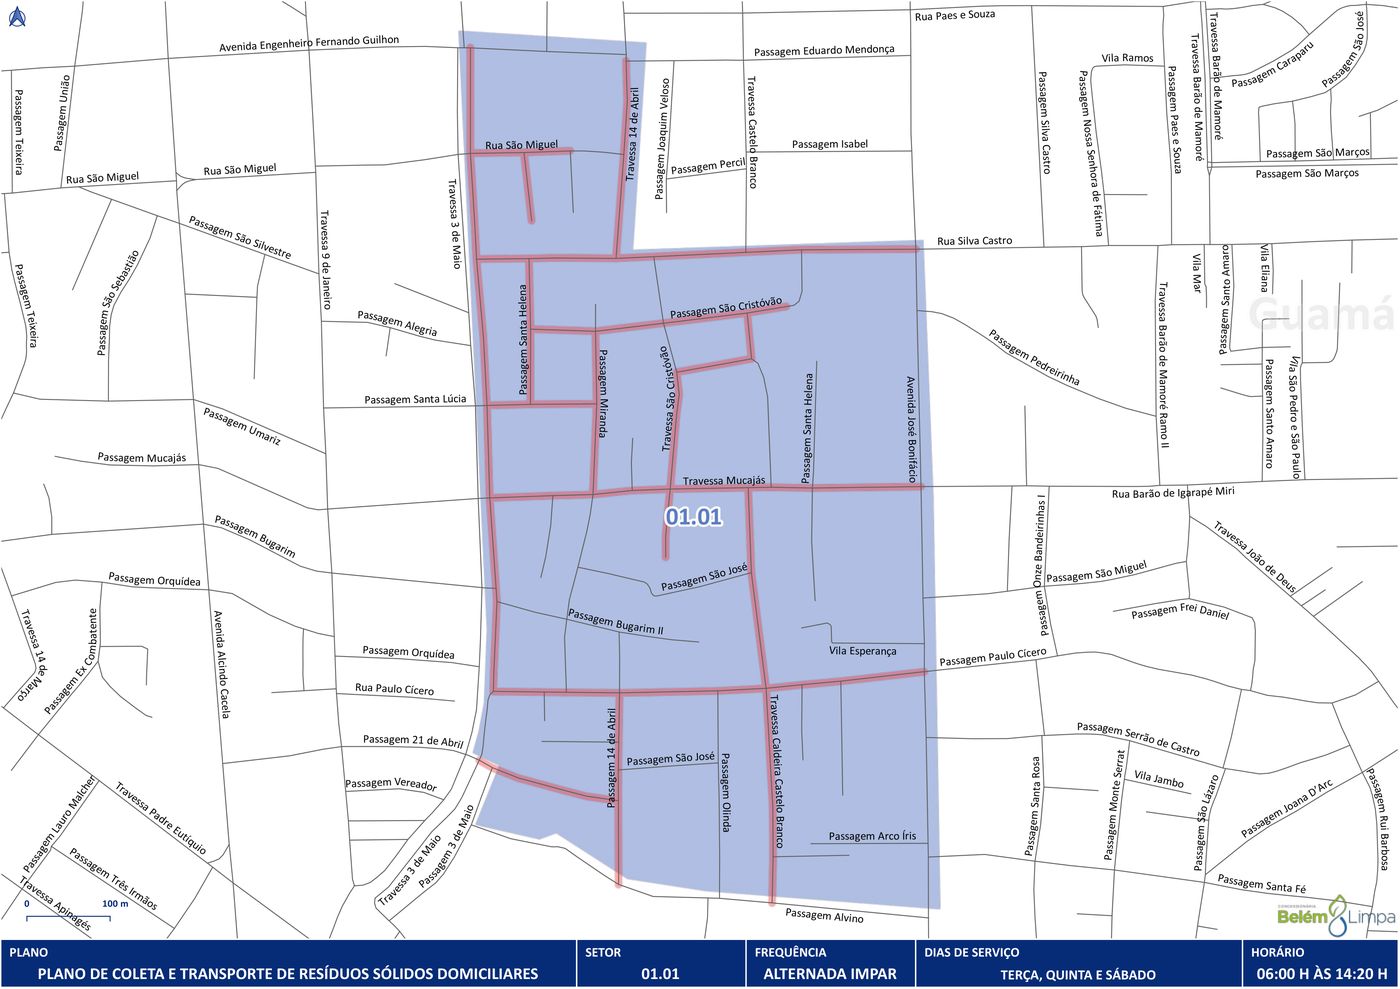 Rua Paes e Souza
Avenida Engenheiro Fernando Guilhon
Passagem Eduardo Mendonça
Vila Ramos
Passagem Caraparu
Passagem São José
Travessa Barão de Mamoré
Travessa Barão de Mamoré
Passagem Paes e Souza
Passagem Silva Castro
Passagem Nossa Senhora de Fátima
Passagem União
Passagem Teixeira
Travessa 14 de Abril
Passagem Joaquim Veloso
Travessa Castelo Branco
Rua São Miguel
Passagem Isabel
Passagem Percil
Passagem São Marços
Passagem São Marços
Rua São Miguel
Rua São Miguel
Travessa 3 de Maio
Travessa 9 de Janeiro
Passagem São Silvestre
Passagem São Sebastião
Passagem Teixeira
Rua Silva Castro
Vila Mar
Passagem Santo Amaro
Vila Eliana
Guamá
Passagem Alegria
Passagem Santa Helena
Passagem São Cristóvão
Passagem Miranda
Travessa São Cristóvão
Passagem Santa Helena
Avenida José Bonifácio
Passagem Pedreirinha
Travessa Barão de Mamoré Ramo II
Passagem Santo Amaro
Vila São Pedro e São Paulo
Passagem Santa Lúcia
Passagem Umariz
Passagem Mucajás
Travessa Mucajás
Rua Barão de Igarapé Miri
01.01
Passagem Bugarim
Passagem Onze Bandeirinhas I
Travessa João de Deus
Passagem Orquídea
Passagem São José
Passagem São Miguel
Passagem Frei Daniel
Passagem Bugarim II
Travessa 14 de Março
Passagem Ex Combatente
Avenida Alcindo Cacela
Passagem Orquídea
Vila Esperança
Passagem Paulo Cícero
Rua Paulo Cícero
Passagem 21 de Abril
Passagem 14 de Abril
Passagem São José
Passagem Olinda
Travessa Caldeira Castelo Branco
Passagem Serrão de Castro
Passagem Vereador
Passagem Santa Rosa
Passagem Monte Serrat
Vila Jambo
Passagem São Lázaro
Passagem Joana D'Arc
Passagem Rui Barbosa
Passagem Lauro Malcher
Travessa Padre Eutíquio
Travessa 3 de Maio
Passagem 3 de Maio
Passagem Arco Íris
Passagem Três Irmãos
Travessa Apinagés
Passagem Santa Fé
Passagem Alvino
0 100 m
CONCESSIONÁRIA
Belém Limpa
PLANO
PLANO DE COLETA E TRANSPORTE DE RESÍDUOS SÓLIDOS DOMICILIARES
SETOR
01.01
FREQUÊNCIA
ALTERNADA IMPAR
DIAS DE SERVIÇO
TERÇA, QUINTA E SÁBADO
HORÁRIO
06:00 H ÀS 14:20 H